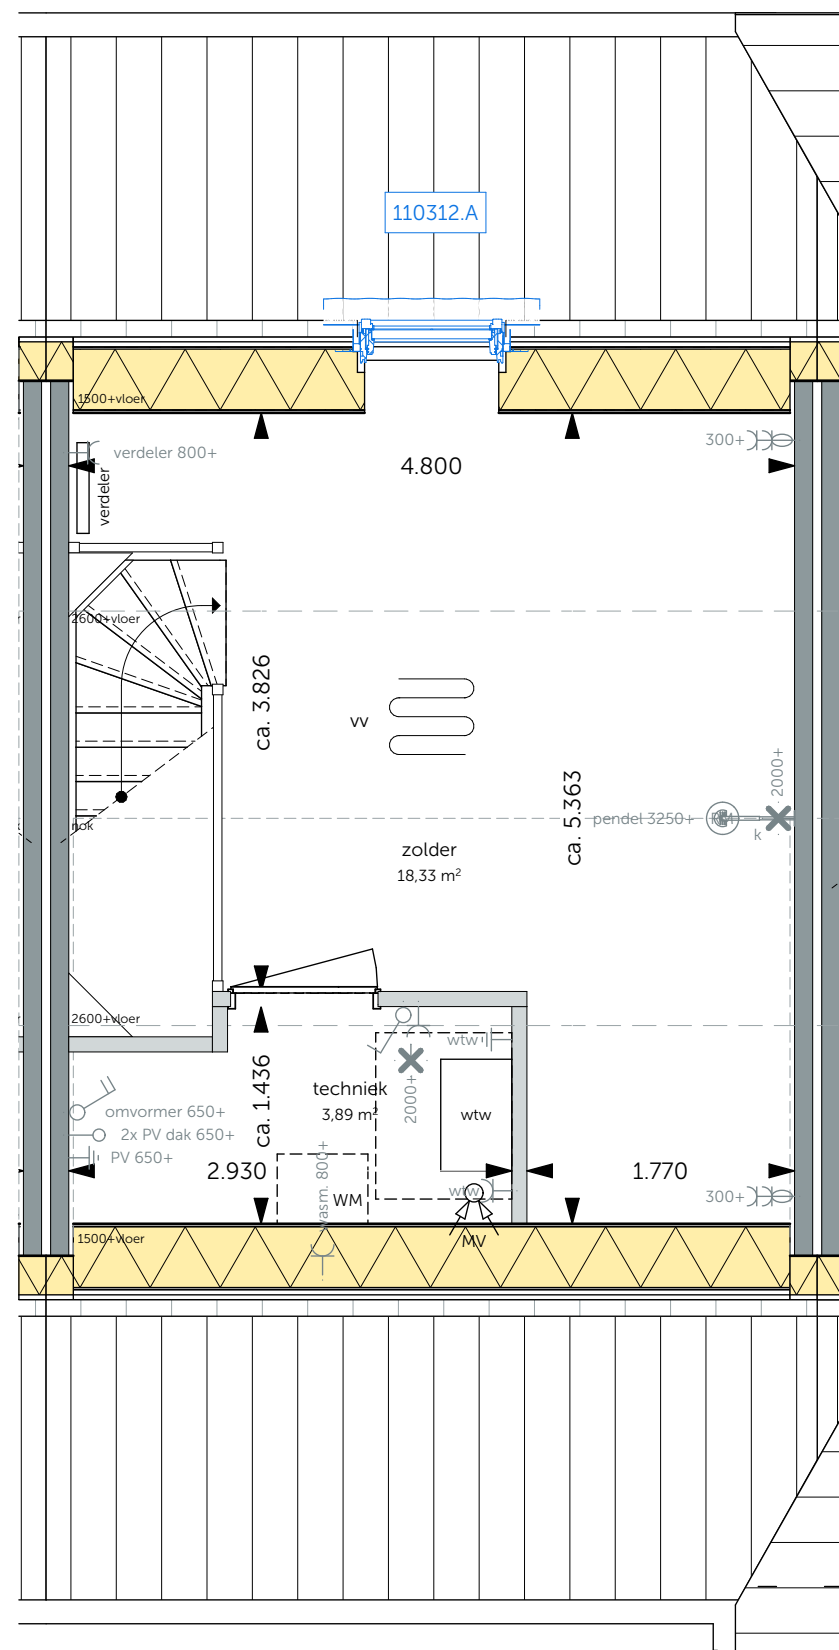 110312.A
1500+vloer
verdeler 800+
verdeler
4.800
300+
2600+vloer
ca. 3.826
vv
2000+
nok
pendel 3250+
k
ca. 5.363
zolder
18,33 m²
2600+vloer
wtw
techniek
3,89 m²
2000+
wtw
ca. 1.436
omvormer 650+
2x PV dak 650+
PV 650+
2.930
1.770
wasm. 800+
WM
wtw
300+
MV
1500+vloer